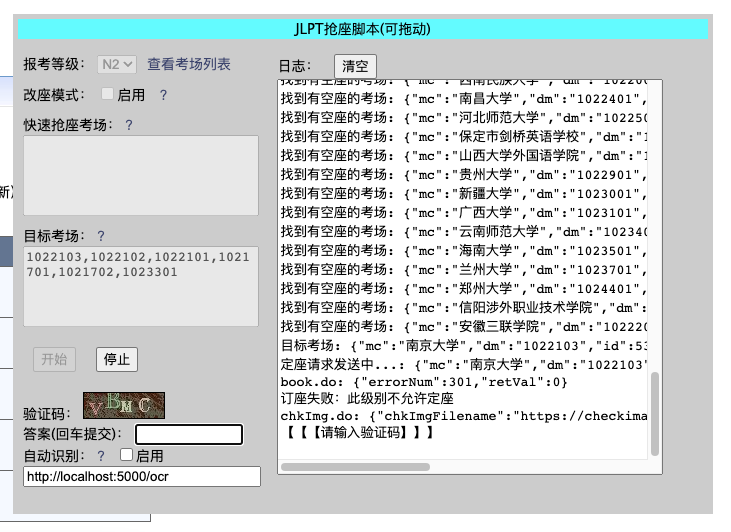 JLPT抢座脚本(可拖动)
报考等级： N2 查看考场列表
改座模式： 启用 ?
快速抢座考场： ?
目标考场： ?
1022103,1022102,1022101,1021
701,1021702,1023301
开始 停止
验证码： VBMC
答案(回车提交)：
自动识别： ? 启用
http://localhost:5000/ocr
日志： 清空
找到有空座的考场: {"mc":"西南民族大学","dm":"10220
找到有空座的考场: {"mc":"南昌大学","dm":"1022401",
找到有空座的考场: {"mc":"河北师范大学","dm":"102250
找到有空座的考场: {"mc":"保定市剑桥英语学校","dm":"1
找到有空座的考场: {"mc":"山西大学外国语学院","dm":"1
找到有空座的考场: {"mc":"贵州大学","dm":"1022901",
找到有空座的考场: {"mc":"新疆大学","dm":"1023001",
找到有空座的考场: {"mc":"广西大学","dm":"1023101",
找到有空座的考场: {"mc":"云南师范大学","dm":"102340
找到有空座的考场: {"mc":"海南大学","dm":"1023501",
找到有空座的考场: {"mc":"兰州大学","dm":"1023701",
找到有空座的考场: {"mc":"郑州大学","dm":"1024401",
找到有空座的考场: {"mc":"信阳涉外职业技术学院","dm":
找到有空座的考场: {"mc":"安徽三联学院","dm":"102220
目标考场: {"mc":"南京大学","dm":"1022103","id":53
定座请求发送中...: {"mc":"南京大学","dm":"1022103"
book.do: {"errorNum":301,"retVal":0}
订座失败: 此级别不允许定座
chkImg.do: {"chkImgFilename":"https://checkima
【【【请输入验证码】】】
新)